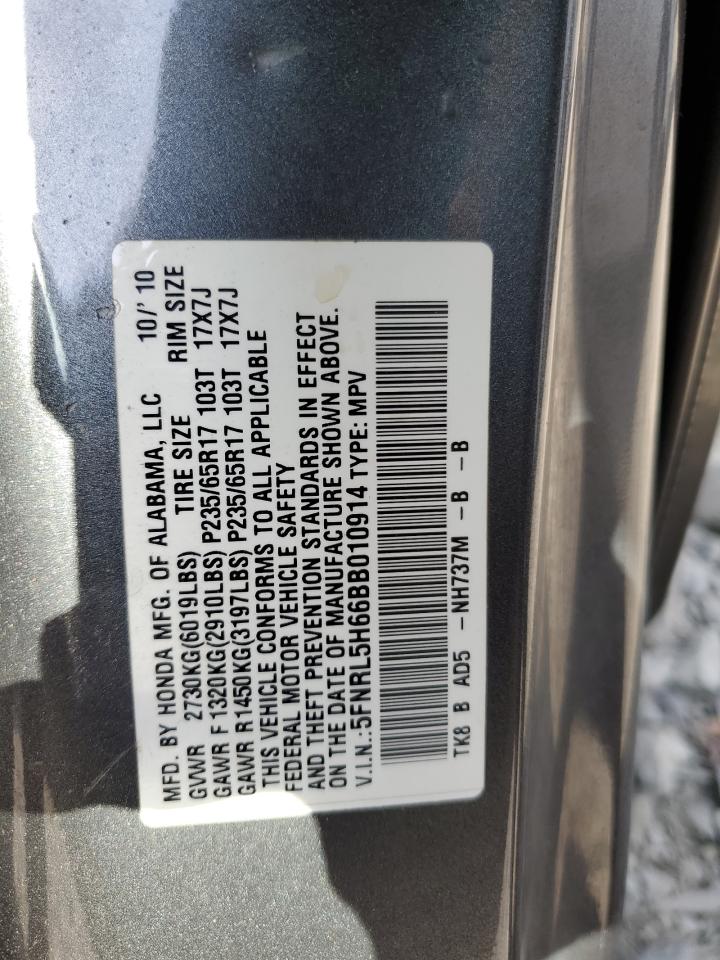 MFD. BY HONDA MFG. OF ALABAMA, LLC 10/' 10
GVWR 2730KG(6019LBS) TIRE SIZE RIM SIZE
GAWR F 1320KG(2910LBS) P235/65R17 103T 17X7J
GAWR R1450KG(3197LBS) P235/65R17 103T 17X7J
THIS VEHICLE CONFORMS TO ALL APPLICABLE
FEDERAL MOTOR VEHICLE SAFETY
AND THEFT PREVENTION STANDARDS IN EFFECT
ON THE DATE OF MANUFACTURE SHOWN ABOVE.
V.I.N.:5FNRL5H66BB010914 TYPE: MPV
TK8 B AD5 -NH737M -B -B